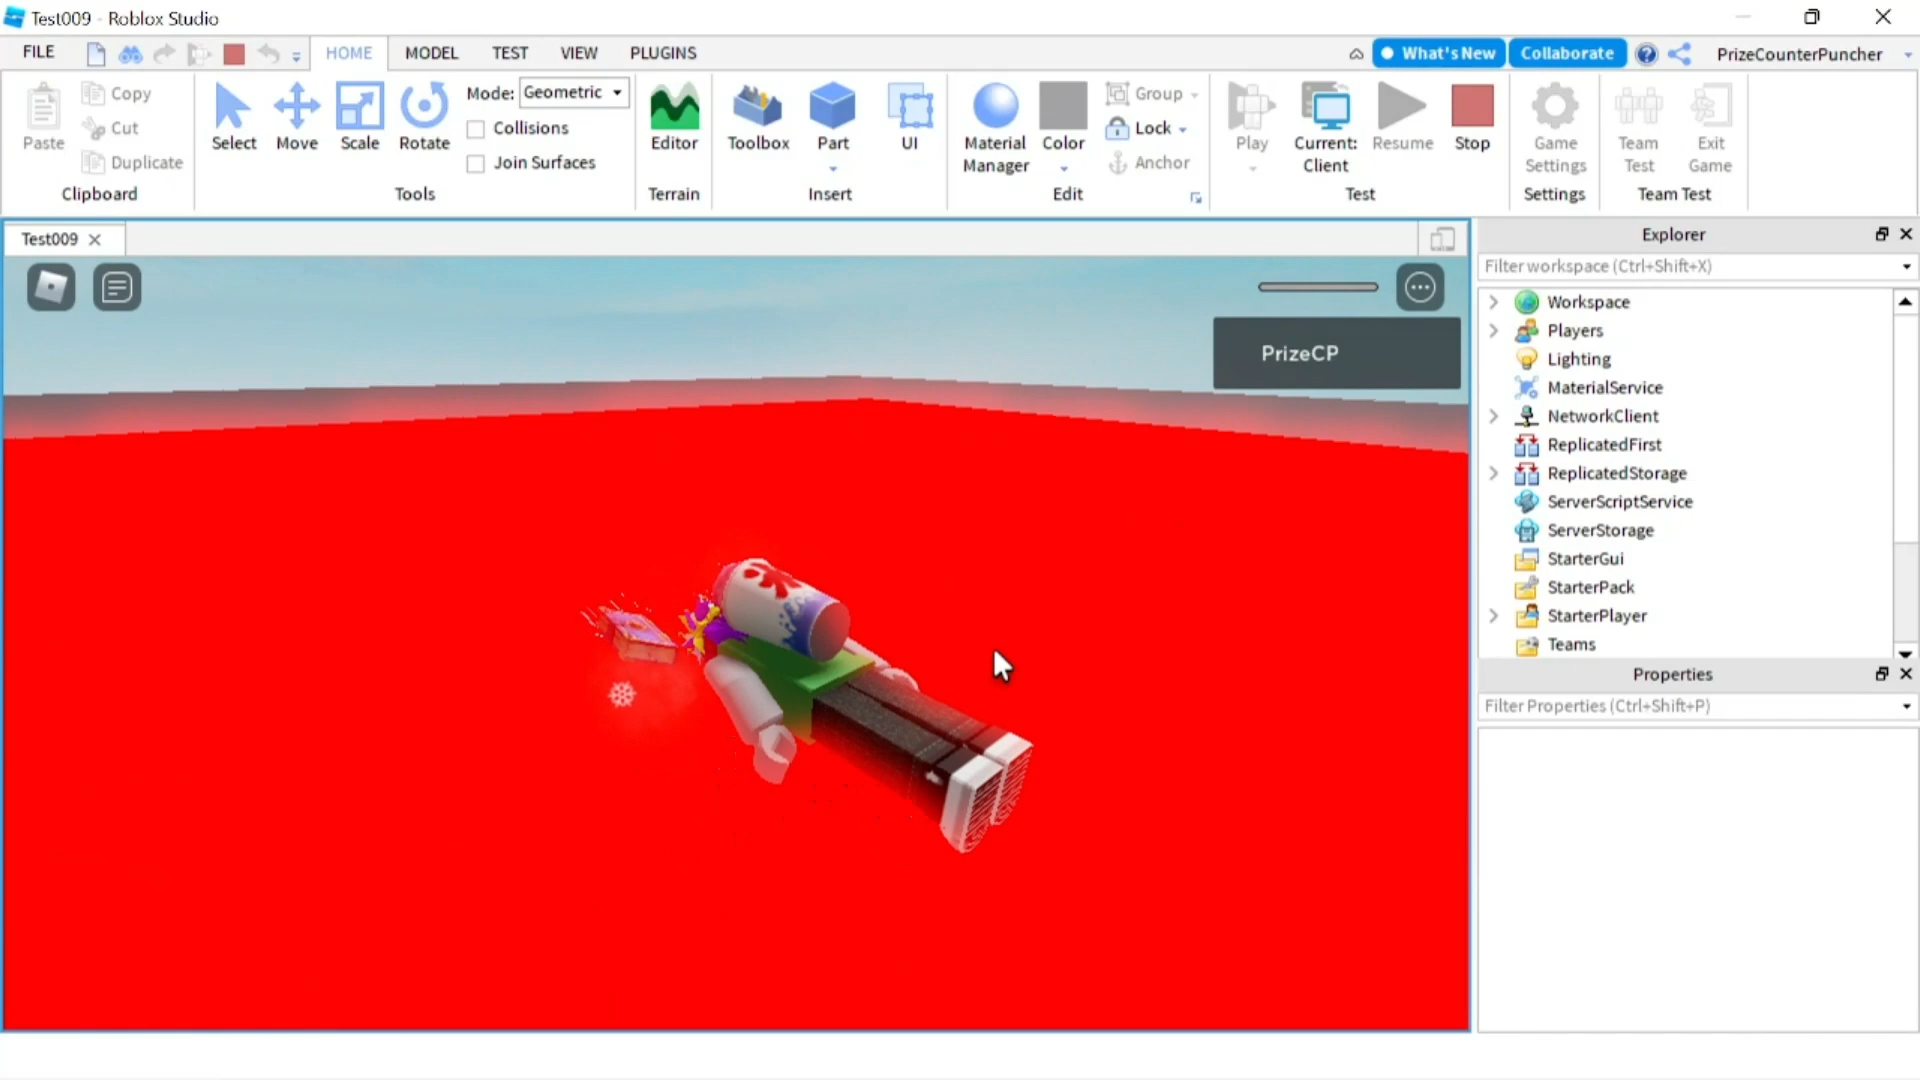 Test009 - Roblox Studio
FILE HOME MODEL TEST VIEW PLUGINS What's New Collaborate PrizeCounterPuncher
Paste
Copy
Cut
Duplicate
Clipboard
Select Move Scale Rotate
Mode: Geometric
Collisions
Join Surfaces
Tools
Editor
Terrain
Toolbox Part UI
Insert
Material Manager
Color
Group
Lock
Anchor
Edit
Play
Current: Client
Resume
Stop
Test
Game Settings
Settings
Team Test
Exit Game
Team Test
Test009
PrizeCP
Explorer
Filter workspace (Ctrl+Shift+X)
Workspace
Players
Lighting
MaterialService
NetworkClient
ReplicatedFirst
ReplicatedStorage
ServerScriptService
ServerStorage
StarterGui
StarterPack
StarterPlayer
Teams
Properties
Filter Properties (Ctrl+Shift+P)